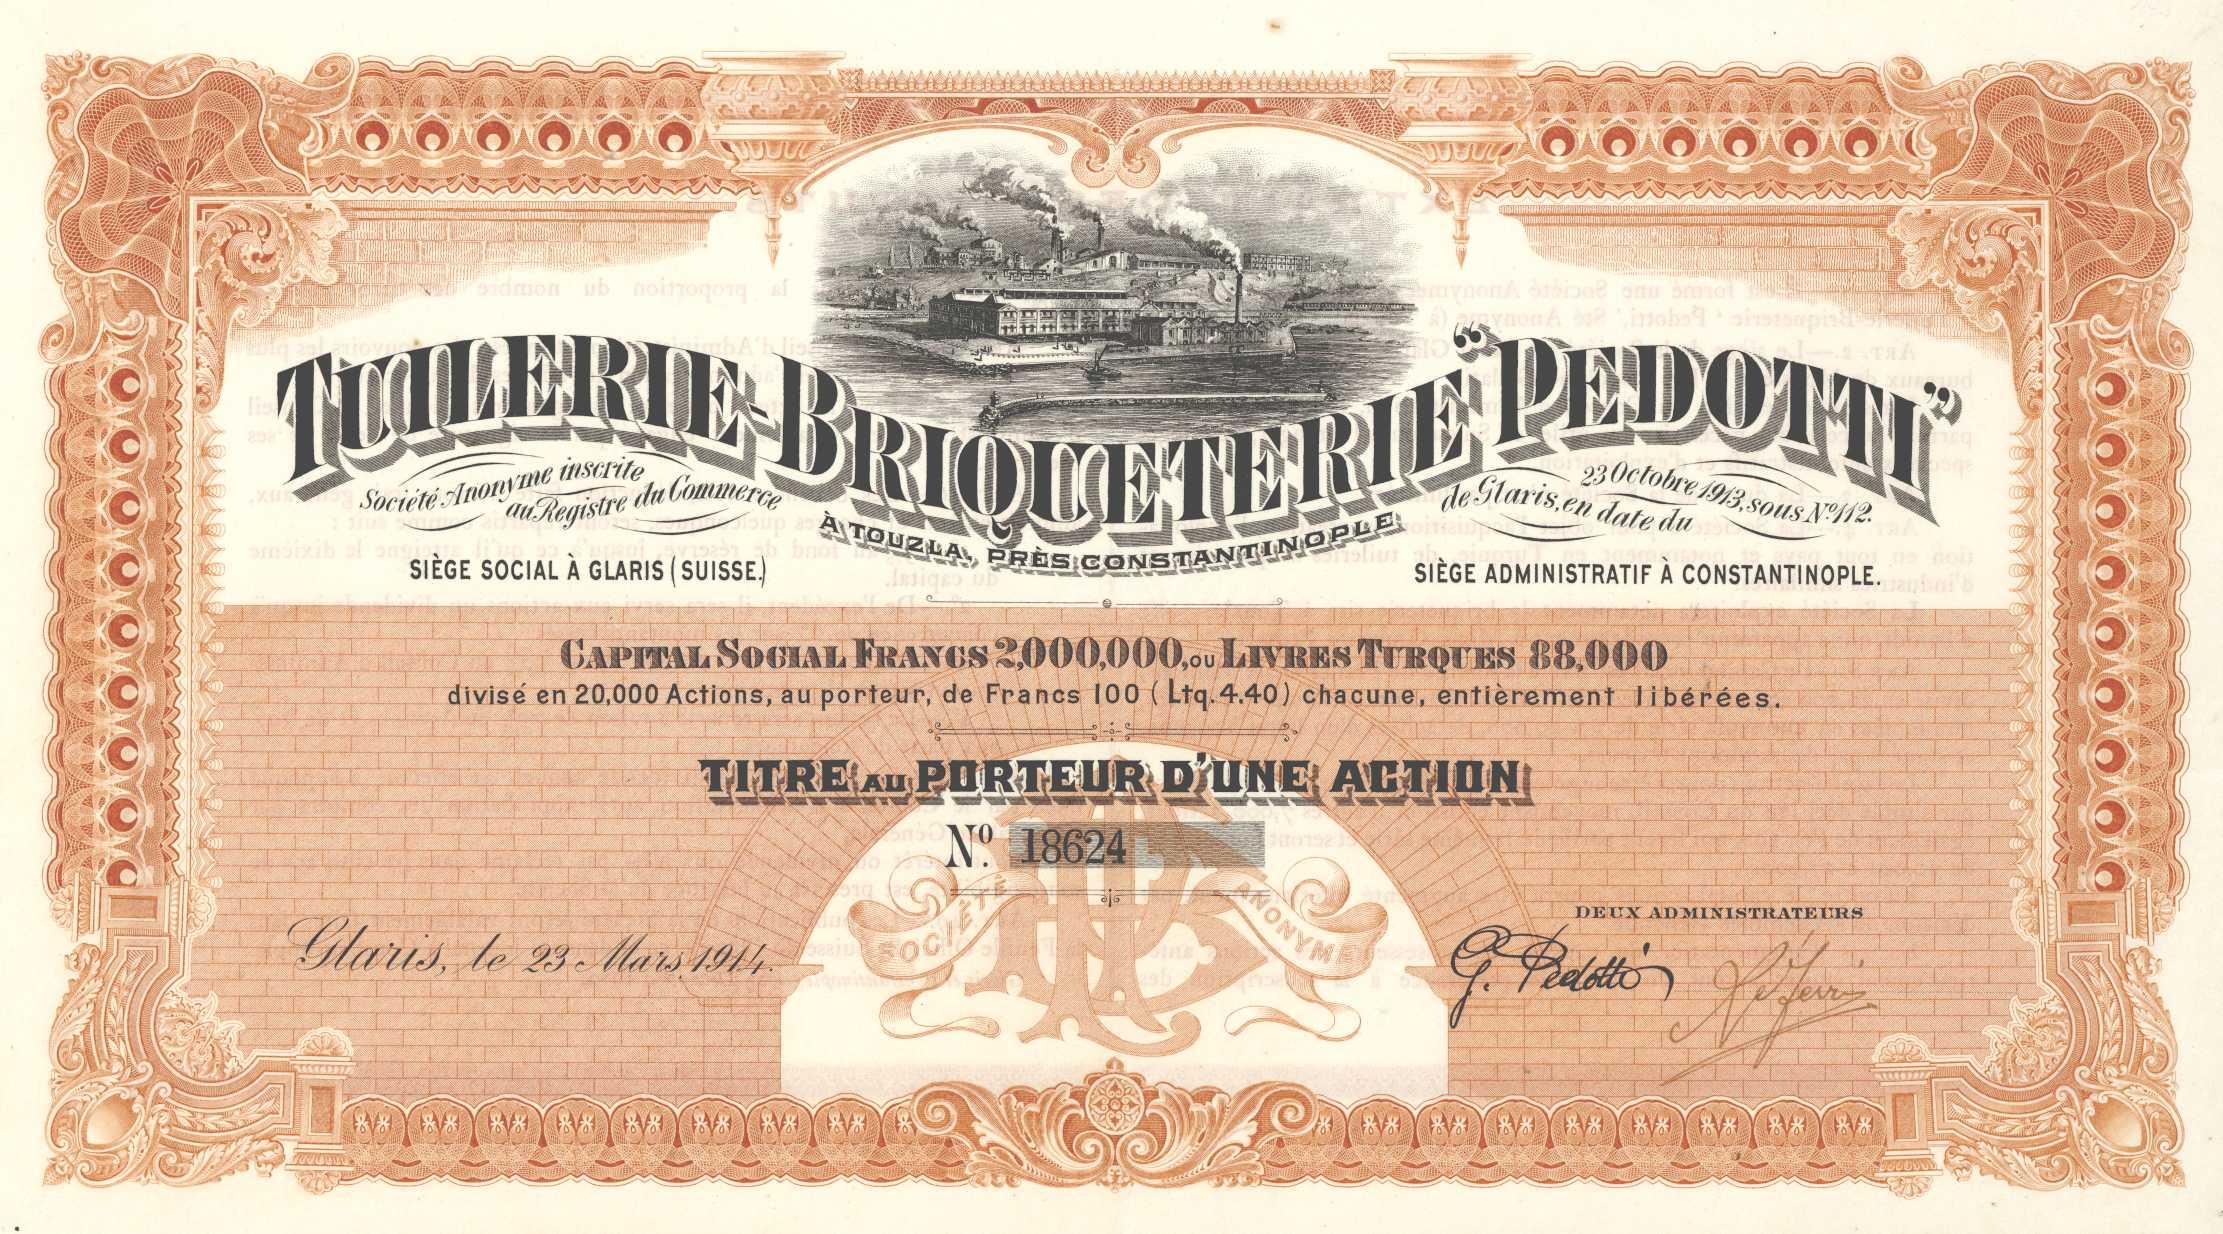 TUILERIE-BRIQUETERIE “PEDOTTI”
Société Anonyme inscrite
au Registre du Commerce
de Glaris, en date du
23 Octobre 1913, sous Nº 112.
À TOUZLA, PRÈS CONSTANTINOPLE
SIÈGE SOCIAL À GLARIS (SUISSE.)
SIÈGE ADMINISTRATIF À CONSTANTINOPLE.
CAPITAL SOCIAL FRANCS 2,000,000, OU LIVRES TURQUES 88,000
divisé en 20,000 Actions, au porteur, de Francs 100 (Ltq. 4.40) chacune, entièrement libérées.
TITRE AU PORTEUR D'UNE ACTION
Nº. 18624
SOCIÉTÉ ANONYME
DEUX ADMINISTRATEURS
Glaris, le 23 Mars 1914.
G. Pedotti